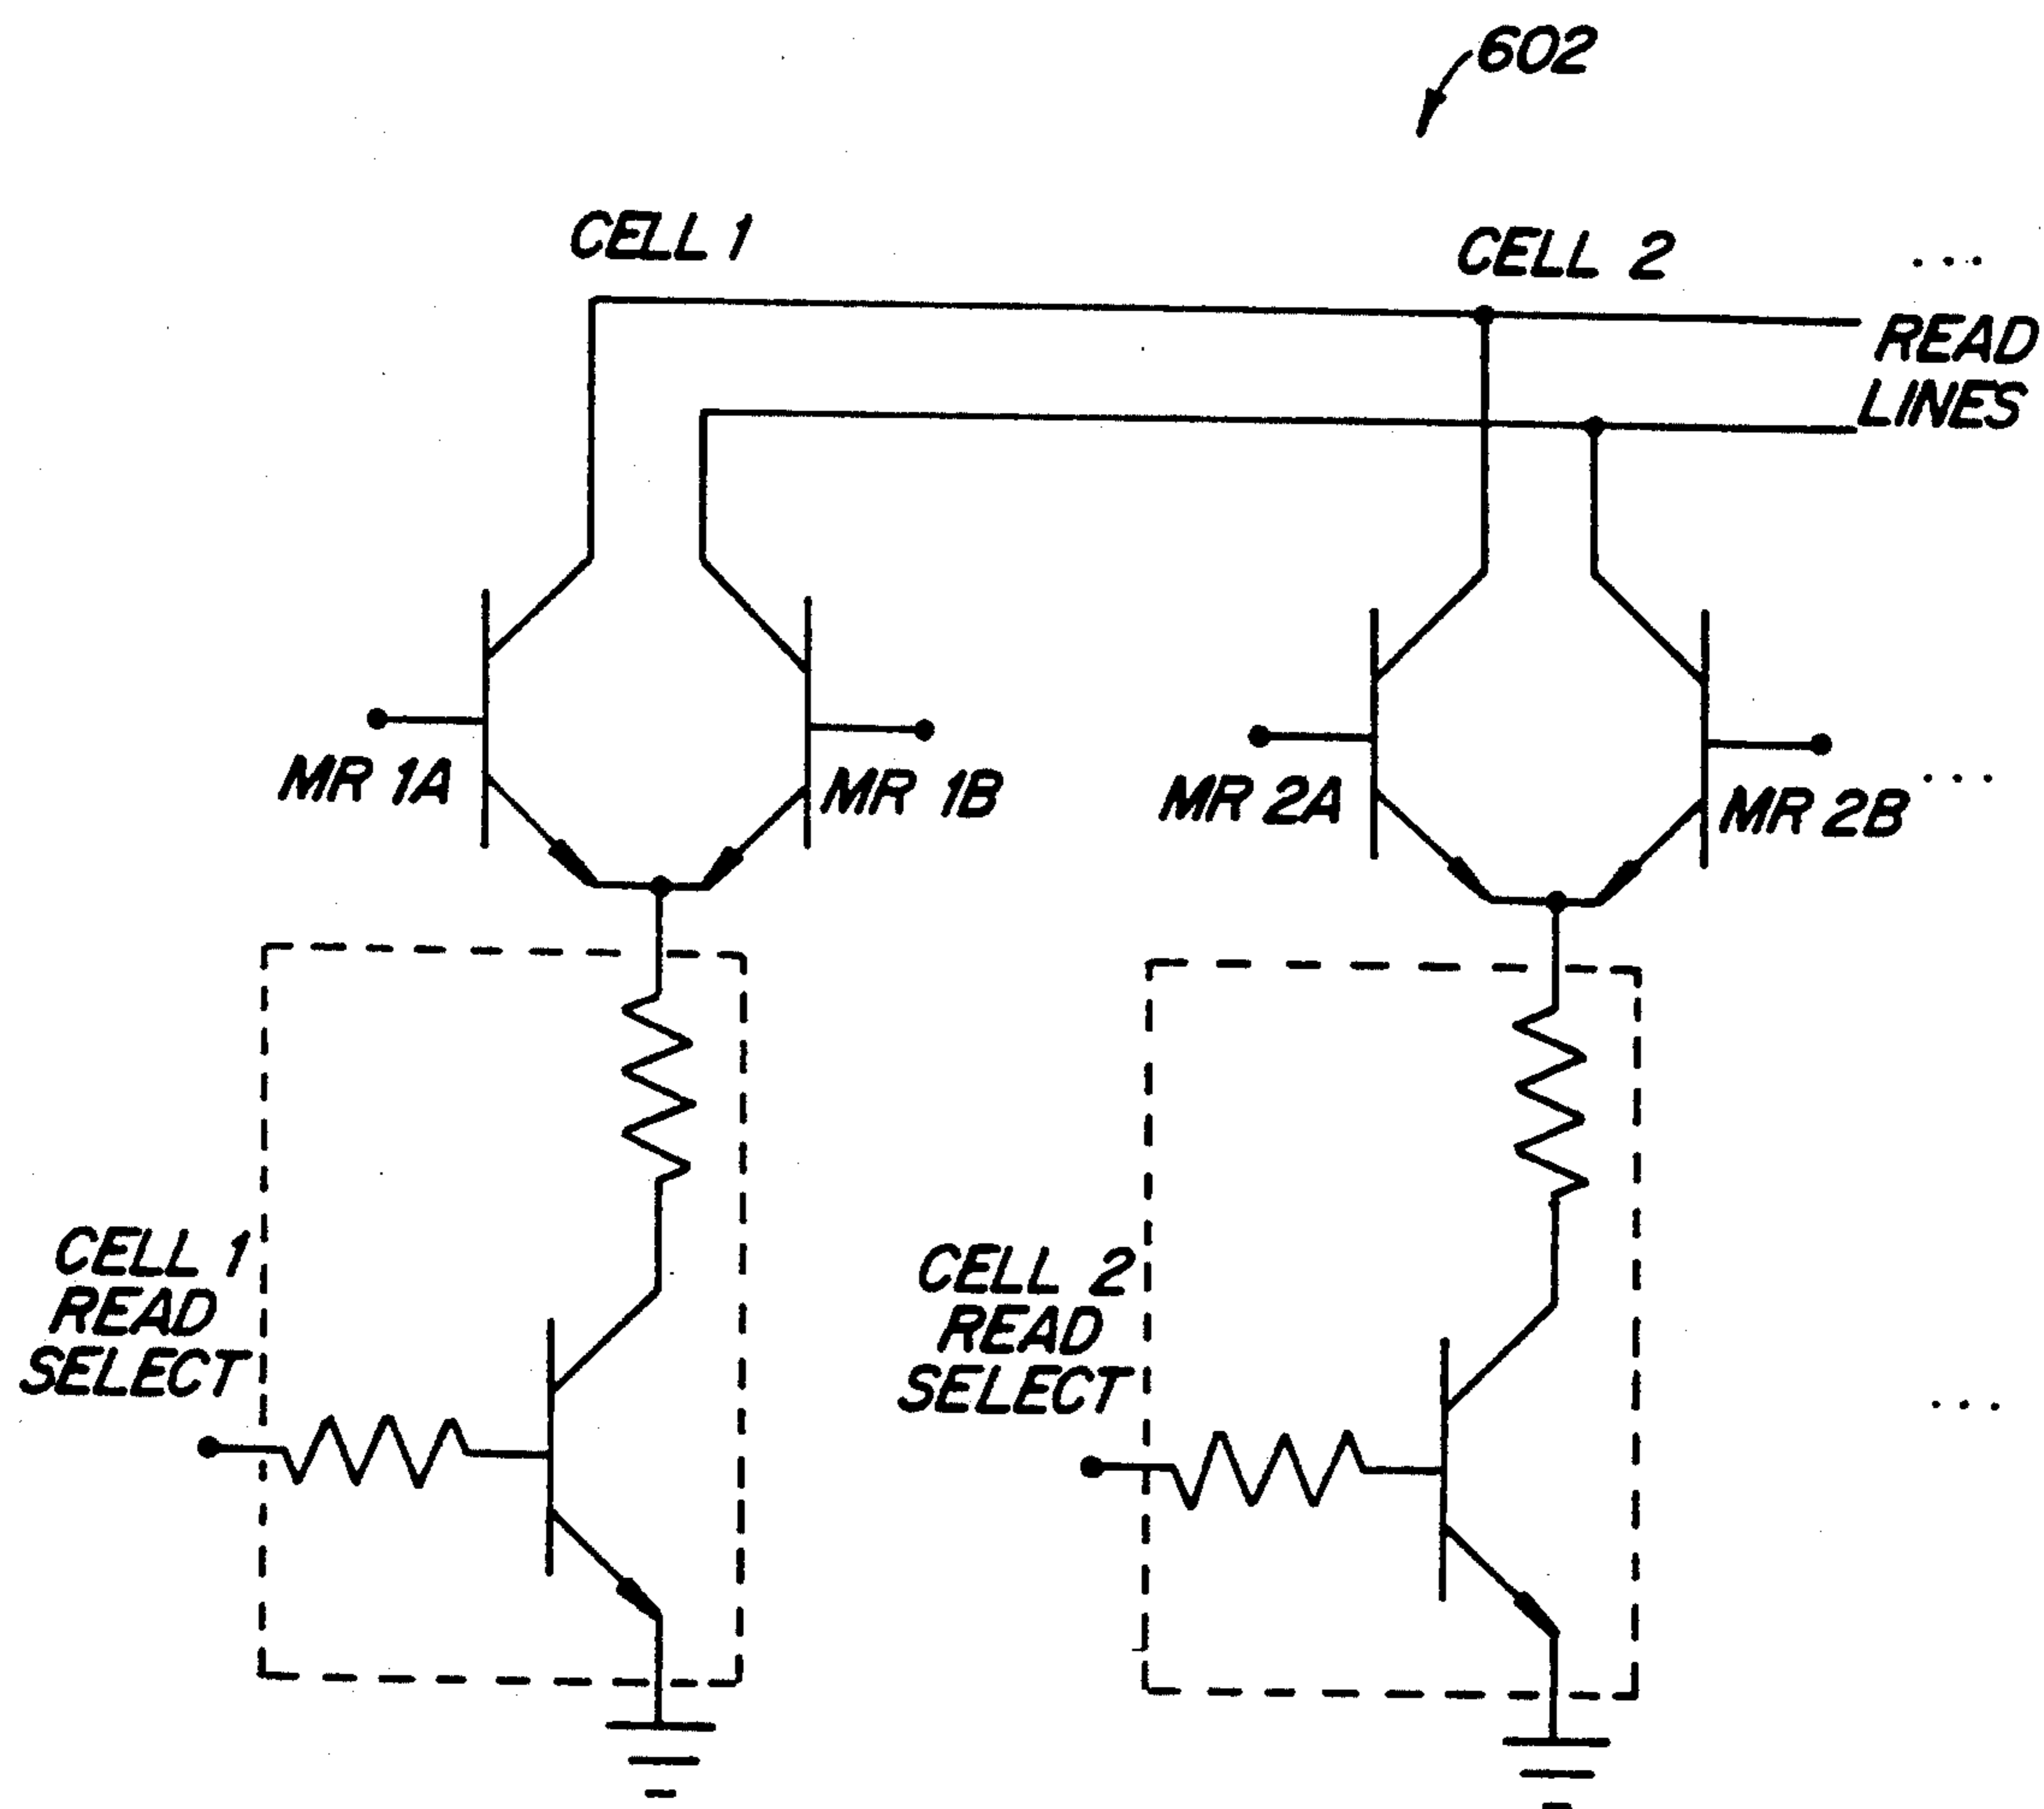 602
CELL 1
CELL 2 ...
READ
LINES
MR 1A
MR 1B
MR 2A
MR 2B ...
CELL 1
READ
SELECT
CELL 2
READ
SELECT
...